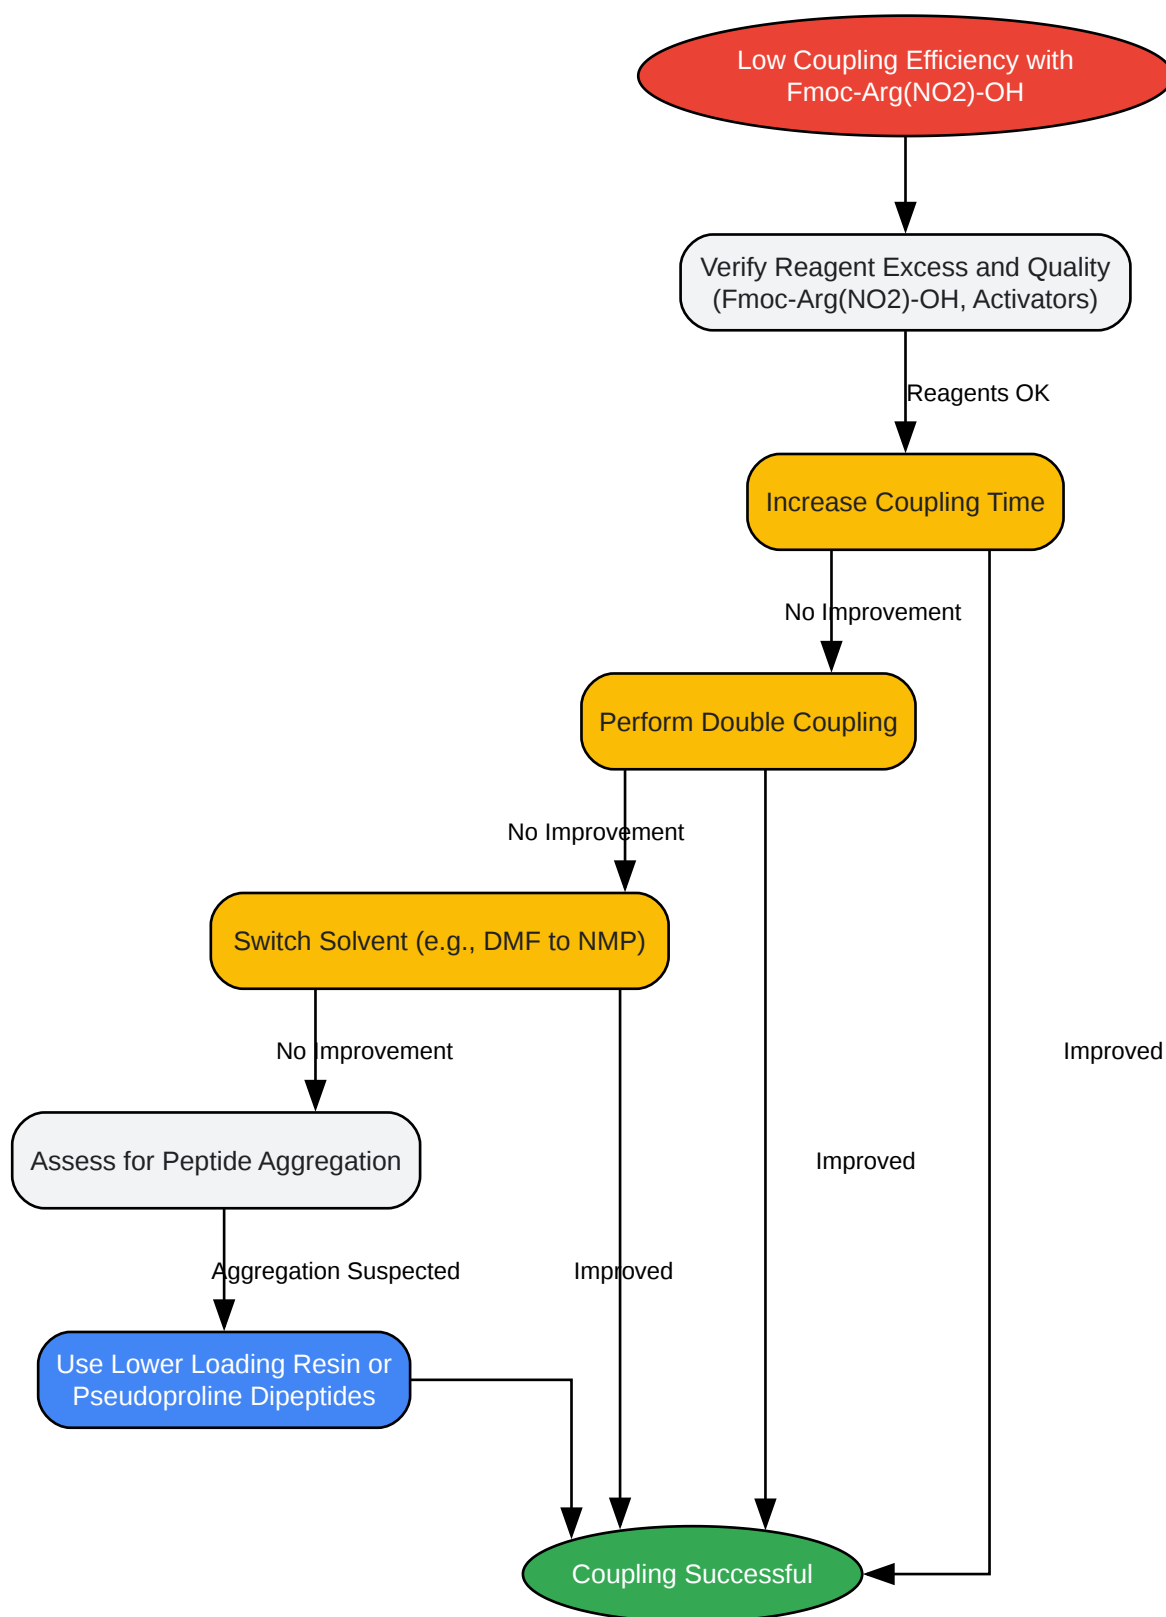 Low Coupling Efficiency with
Fmoc-Arg(NO2)-OH
Verify Reagent Excess and Quality
(Fmoc-Arg(NO2)-OH, Activators)
Reagents OK
Increase Coupling Time
No Improvement
Perform Double Coupling
No Improvement
Switch Solvent (e.g., DMF to NMP)
No Improvement
Improved
Assess for Peptide Aggregation
Improved
Aggregation Suspected
Improved
Use Lower Loading Resin or
Pseudoproline Dipeptides
Coupling Successful